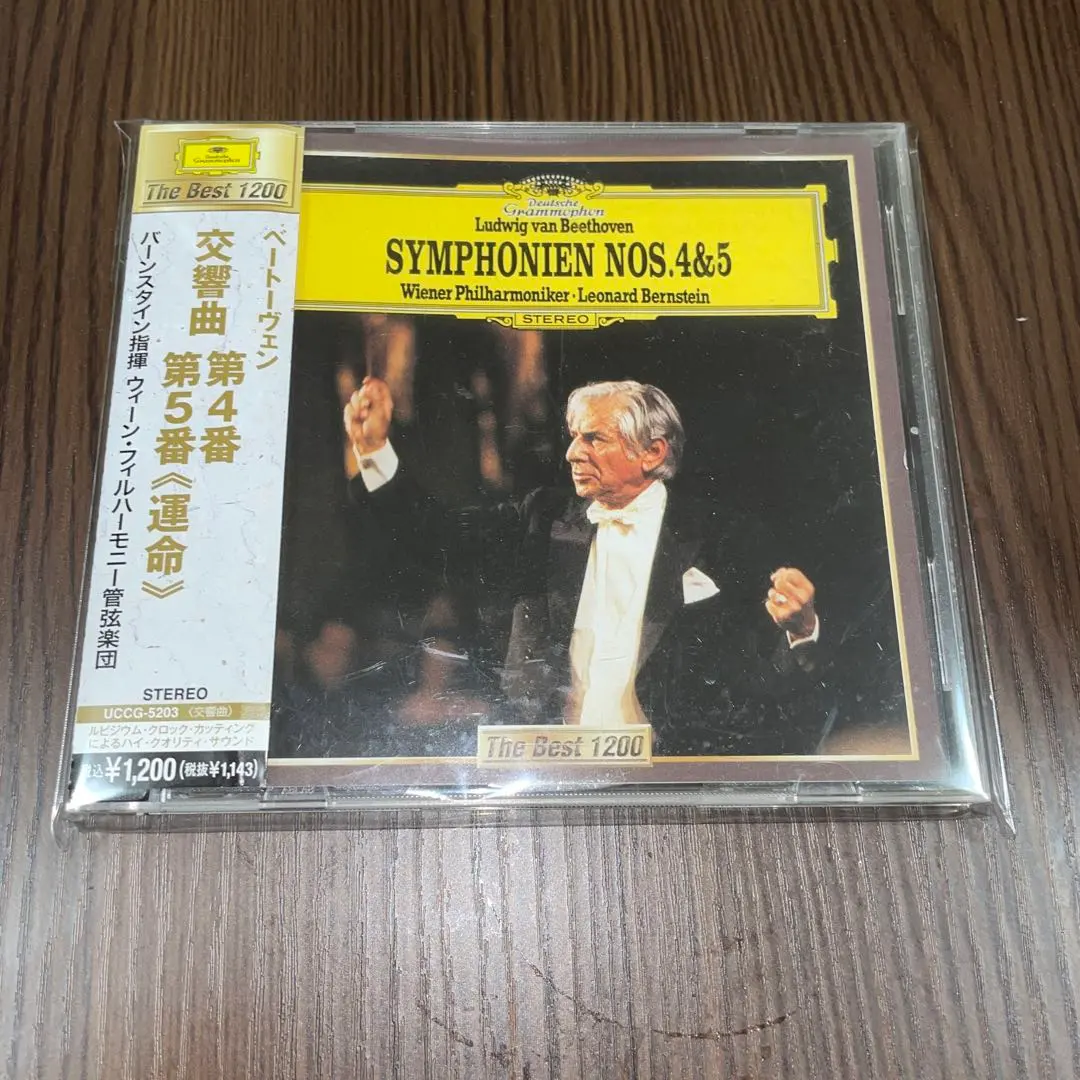 Deutsche
Grammophon
The Best 1200
ベートーヴェン
交響曲 第4番
第5番《運命》
バーンスタイン指揮 ウィーン・フィルハーモニー管弦楽団
STEREO
UCCG-5203 〈交響曲〉
ルビジウム・クロック・カッティング
によるハイ・クオリティ・サウンド
税込¥1,200(税抜¥1,143)
Deutsche
Grammophon
Ludwig van Beethoven
SYMPHONIEN NOS.4&5
Wiener Philharmoniker・Leonard Bernstein
STEREO
The Best 1200